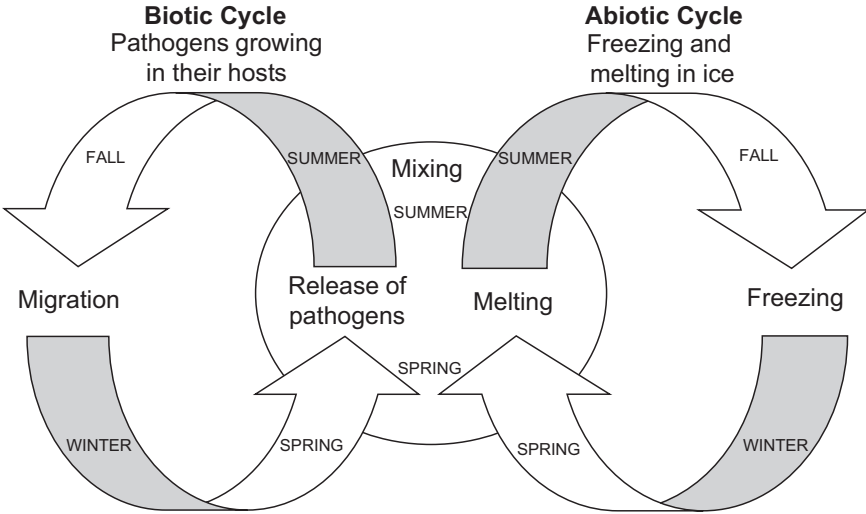 Biotic Cycle
Pathogens growing
in their hosts
Abiotic Cycle
Freezing and
melting in ice
FALL
SUMMER
Mixing
SUMMER
SUMMER
FALL
Migration
Release of
pathogens
Melting
Freezing
SPRING
WINTER
SPRING
SPRING
WINTER